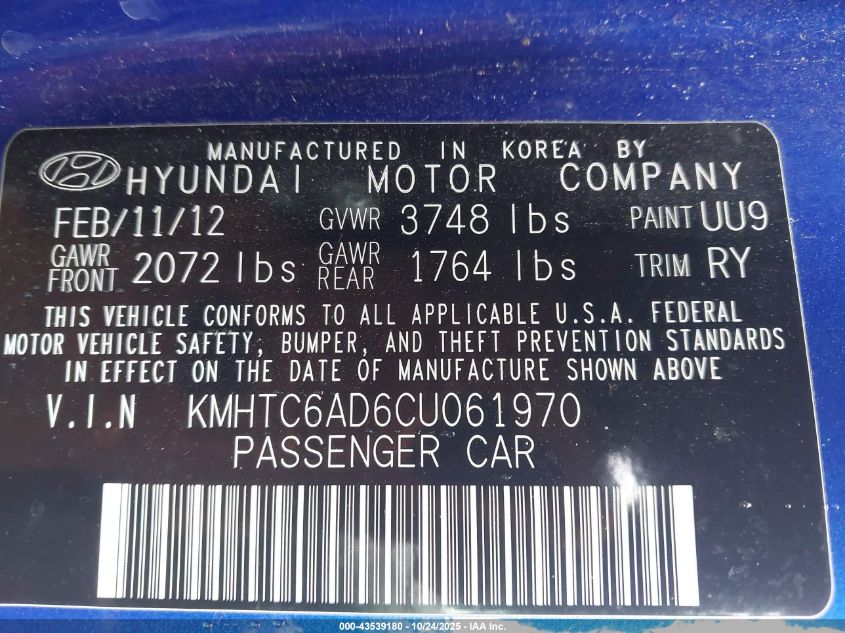 MANUFACTURED IN KOREA BY
HYUNDAI MOTOR COMPANY
FEB/11/12 GVWR 3748 lbs PAINT UU9
GAWR FRONT 2072 lbs GAWR REAR 1764 lbs TRIM RY
THIS VEHICLE CONFORMS TO ALL APPLICABLE U.S.A. FEDERAL
MOTOR VEHICLE SAFETY, BUMPER, AND THEFT PREVENTION STANDARDS
IN EFFECT ON THE DATE OF MANUFACTURE SHOWN ABOVE
V.I.N KMHTC6AD6CU061970
PASSENGER CAR
000-43539180 - 10/24/2025 - IAA Inc.